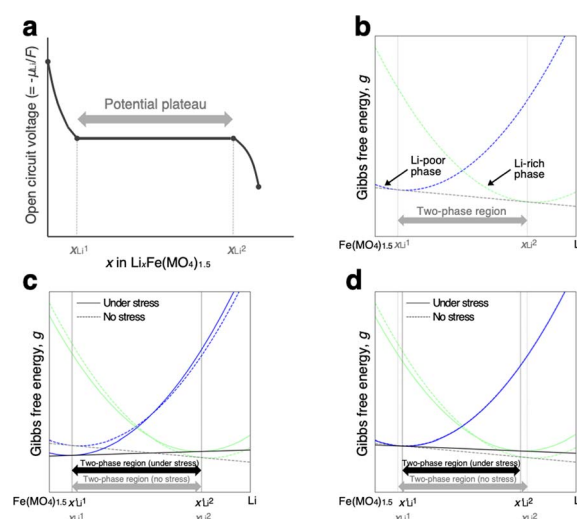 a
Open circuit voltage (= -μLi/F)
Potential plateau
xLi1
xLi2
x in LixFe(MO4)1.5
b
Gibbs free energy, g
Li-poor
phase
Li-rich
phase
Two-phase region
Fe(MO4)1.5
xLi1
xLi2
L
c
Gibbs free energy, g
Under stress
No stress
Two-phase region (under stress)
Two-phase region (no stress)
Fe(MO4)1.5
x'Li1
x'Li2
Li
xLi1
xLi2
d
Gibbs free energy, g
Under stress
No stress
Two-phase region (under stress)
Two-phase region (no stress)
Fe(MO4)1.5
x'Li1
x'Li2
L
xLi1
xLi2